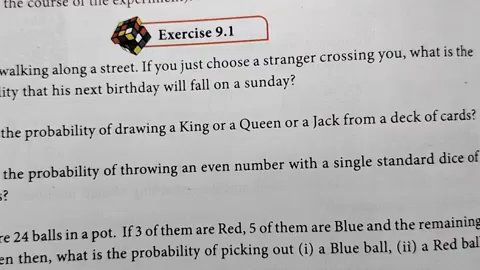 the course of the experiment).
Exercise 9.1
walking along a street. If you just choose a stranger crossing you, what is the
lity that his next birthday will fall on a sunday?
the probability of drawing a King or a Queen or a Jack from a deck of cards?
the probability of throwing an even number with a single standard dice of
s?
re 24 balls in a pot. If 3 of them are Red, 5 of them are Blue and the remaining
en then, what is the probability of picking out (i) a Blue ball, (ii) a Red bal